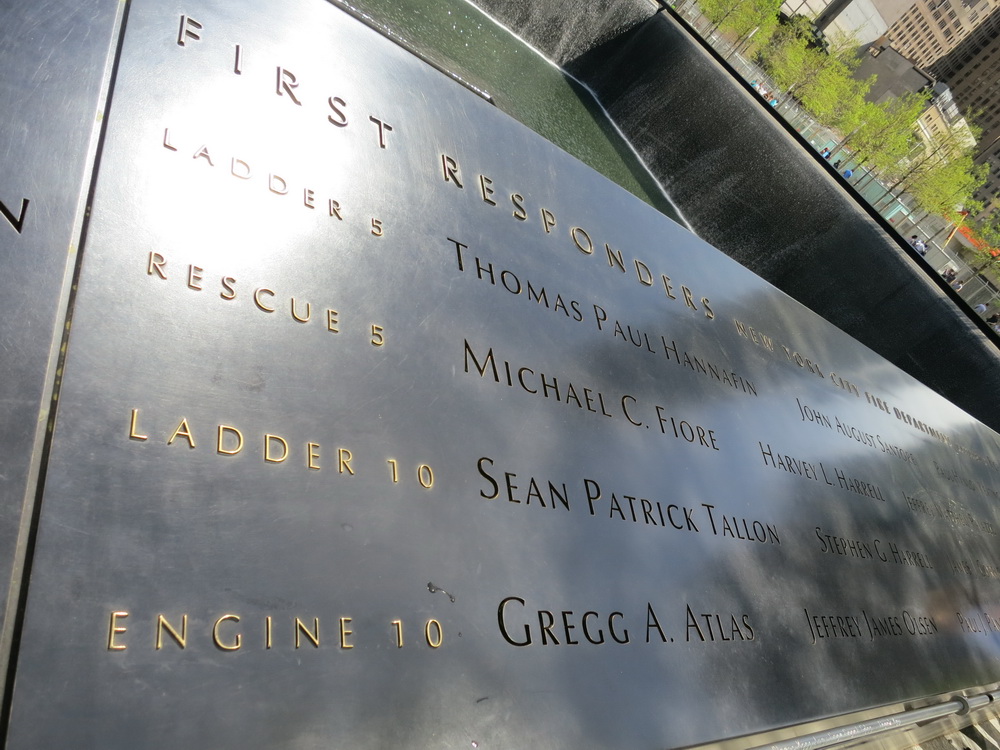 FIRST RESPONDERS NEW YORK CITY FIRE DEPARTMENT
LADDER 5 THOMAS PAUL HANNAFIN JOHN AUGUST SANTORE
RESCUE 5 MICHAEL C. FIORE HARVEY L. HARRELL
LADDER 10 SEAN PATRICK TALLON STEPHEN G. HARRELL
ENGINE 10 GREGG A. ATLAS JEFFREY JAMES OLSEN PAUL